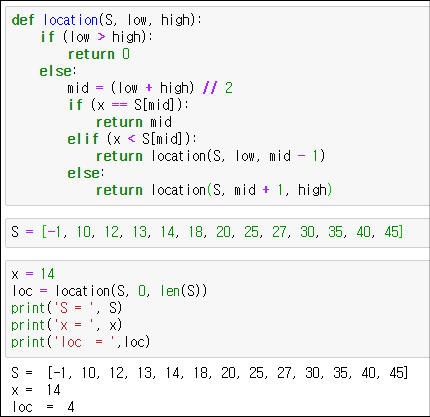 def location(S, low, high):
    if (low > high):
        return 0
    else:
        mid = (low + high) // 2
        if (x == S[mid]):
            return mid
        elif (x < S[mid]):
            return location(S, low, mid - 1)
        else:
            return location(S, mid + 1, high)
S = [-1, 10, 12, 13, 14, 18, 20, 25, 27, 30, 35, 40, 45]
x = 14
loc = location(S, 0, len(S))
print('S = ', S)
print('x = ', x)
print('loc  = ',loc)
S =  [-1, 10, 12, 13, 14, 18, 20, 25, 27, 30, 35, 40, 45]
x =  14
loc  =  4